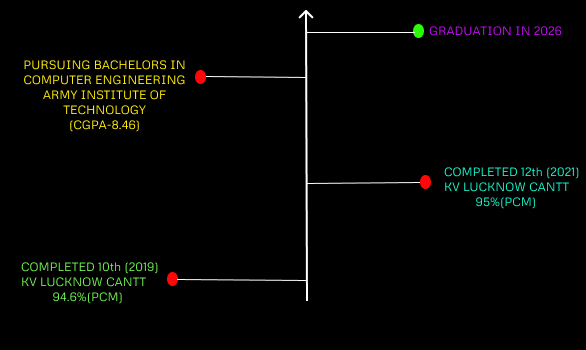 GRADUATION IN 2026
PURSUING BACHELORS IN
COMPUTER ENGINEERING
ARMY INSTITUTE OF
TECHNOLOGY
(CGPA-8.46)
COMPLETED 12th (2021)
KV LUCKNOW CANTT
95%(PCM)
COMPLETED 10th (2019)
KV LUCKNOW CANTT
94.6%(PCM)